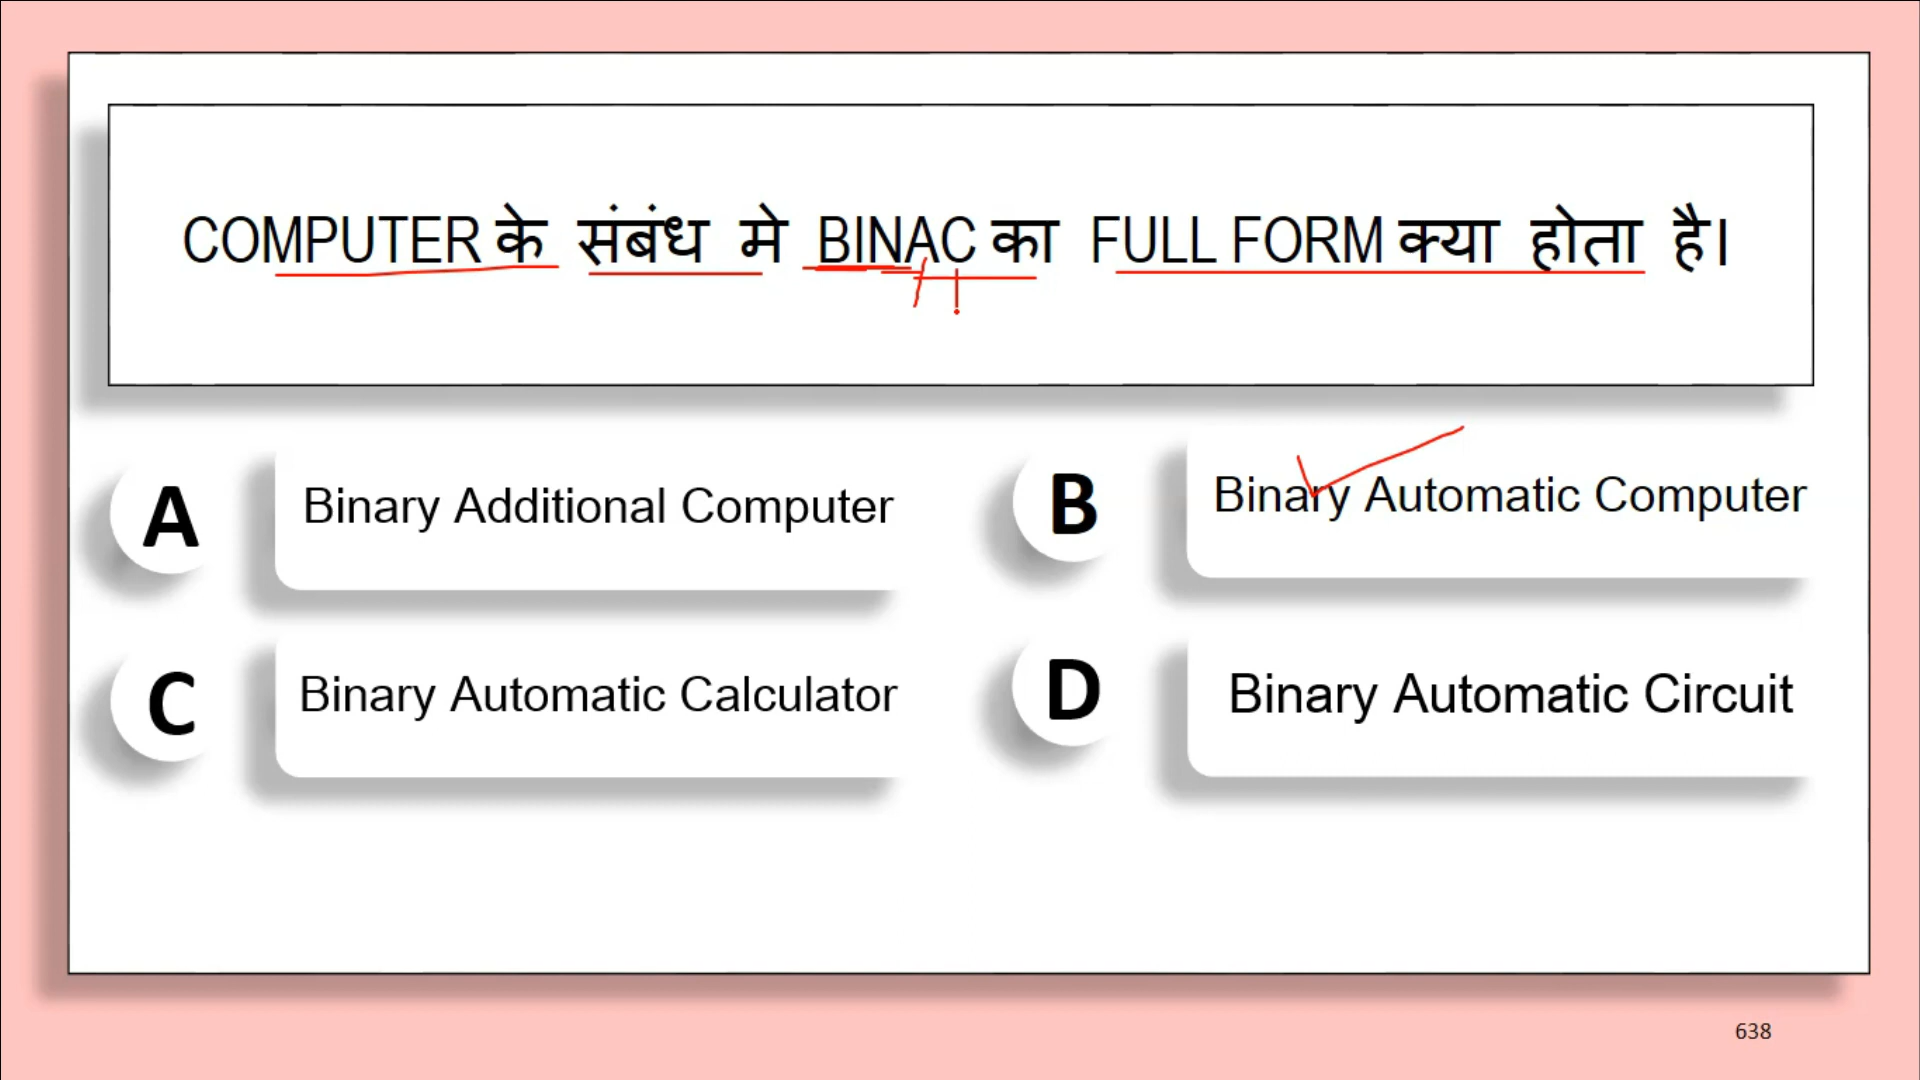 COMPUTER के संबंध मे BINAC का FULL FORM क्या होता है।
A Binary Additional Computer
B Binary Automatic Computer
C Binary Automatic Calculator
D Binary Automatic Circuit
638